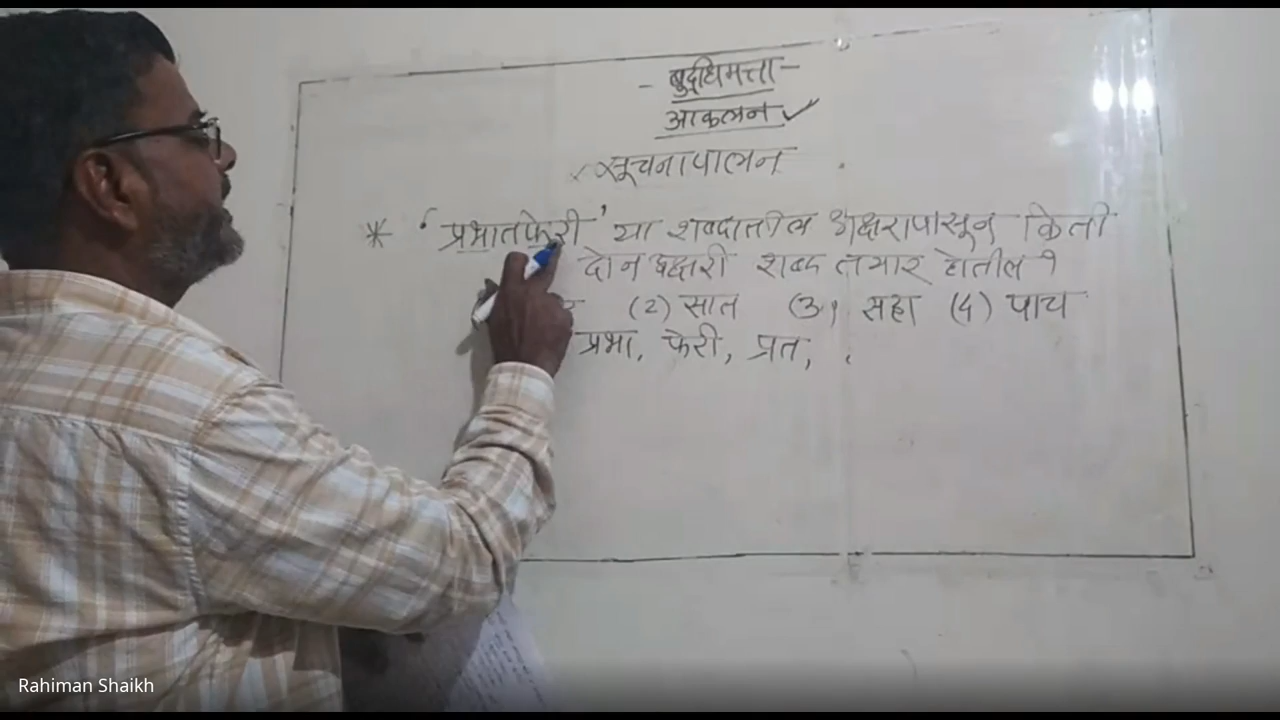 - बुद्धिमत्ता -
आकलन ✓
सूचनापालन
* 'प्रभातफेरी' या शब्दातील अक्षरापासून किती
दोन अक्षरी शब्द तयार होतील ?
(2) सात (3) सहा (4) पाच
प्रभा, फेरी, प्रत,
Rahiman Shaikh